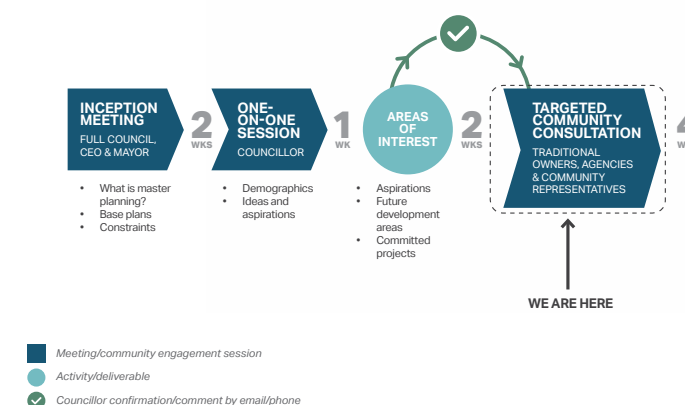 INCEPTION
MEETING
FULL COUNCIL,
CEO & MAYOR
2
WKS
ONE-
ON-ONE
SESSION
COUNCILLOR
1
WK
AREAS
OF
INTEREST
2
WKS
TARGETED
COMMUNITY
CONSULTATION
TRADITIONAL
OWNERS, AGENCIES
& COMMUNITY
REPRESENTATIVES
• What is master
planning?
• Base plans
• Constraints
• Demographics
• Ideas and
aspirations
• Aspirations
• Future
development
areas
• Committed
projects
WE ARE HERE
Meeting/community engagement session
Activity/deliverable
Councillor confirmation/comment by email/phone